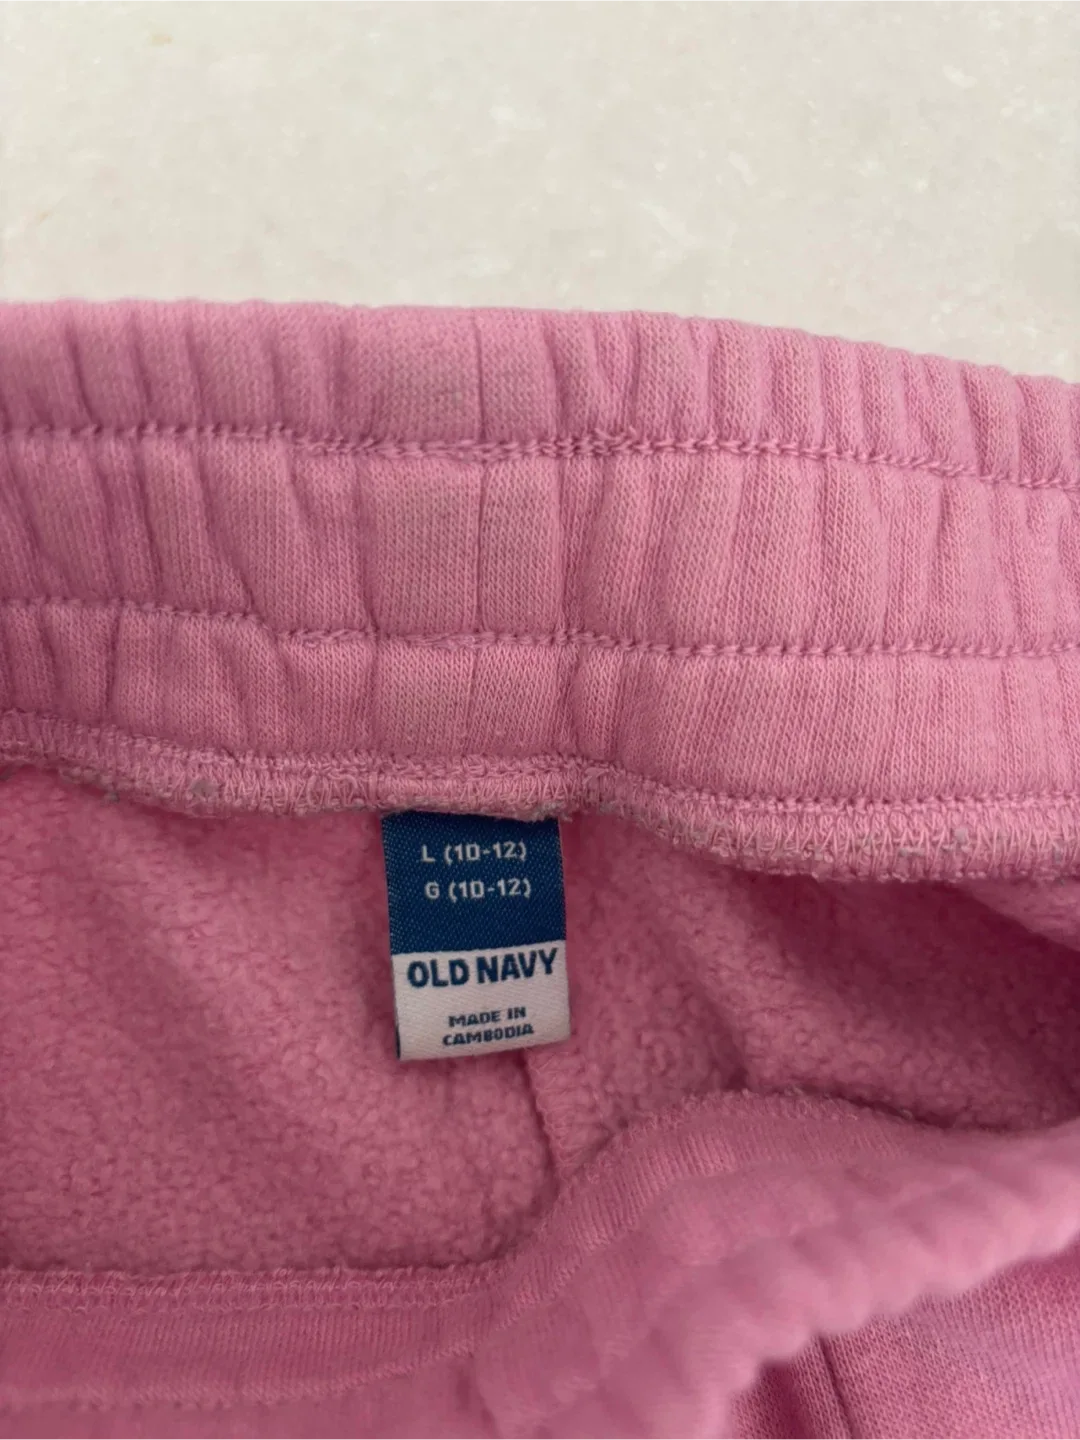 L (10-12)
G (10-12)
OLD NAVY
MADE IN
CAMBODIA